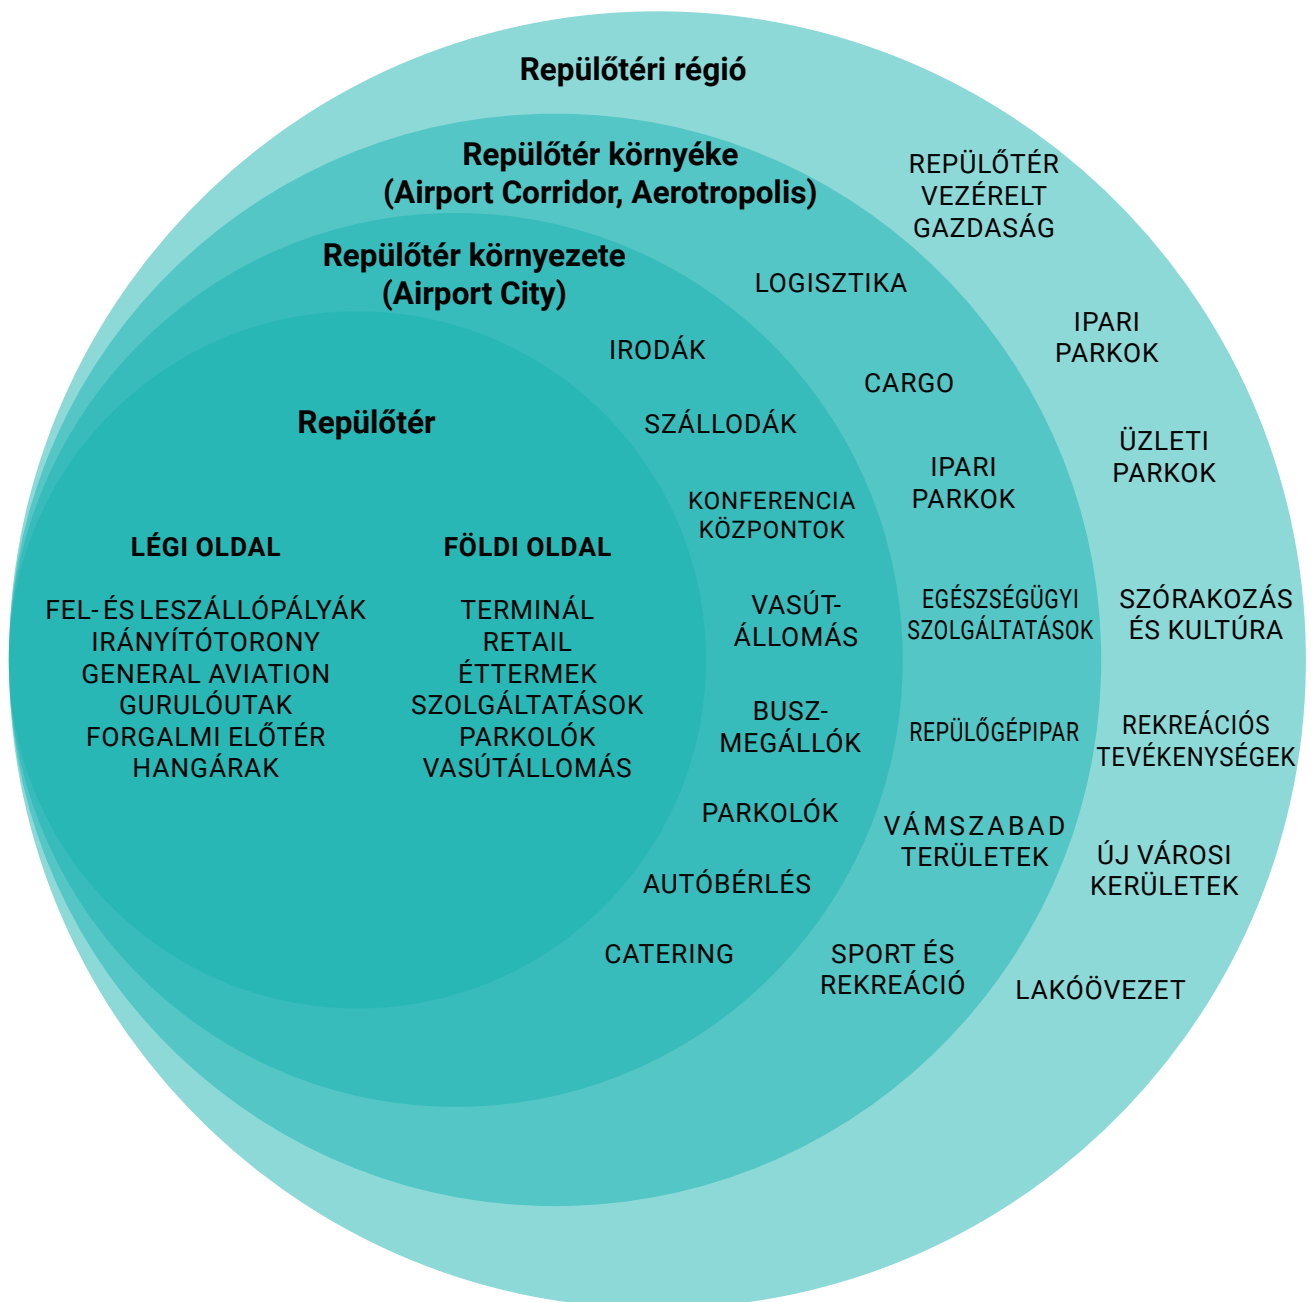 Repülőtéri régió
Repülőtér környéke
(Airport Corridor, Aerotropolis)
Repülőtér környezete
(Airport City)
Repülőtér
LÉGI OLDAL
FEL- ÉS LESZÁLLÓPÁLYÁK
IRÁNYÍTÓTORONY
GENERAL AVIATION
GURULÓUTAK
FORGALMI ELŐTÉR
HANGÁRAK
FÖLDI OLDAL
TERMINÁL
RETAIL
ÉTTERMEK
SZOLGÁLTATÁSOK
PARKOLÓK
VASÚTÁLLOMÁS
IRODÁK
SZÁLLODÁK
KONFERENCIA
KÖZPONTOK
VASÚT-
ÁLLOMÁS
BUSZ-
MEGÁLLÓK
PARKOLÓK
AUTÓBÉRLÉS
CATERING
LOGISZTIKA
CARGO
IPARI
PARKOK
EGÉSZSÉGÜGYI
SZOLGÁLTATÁSOK
REPÜLŐGÉPIPAR
VÁMSZABAD
TERÜLETEK
SPORT ÉS
REKREÁCIÓ
REPÜLŐTÉR
VEZÉRELT
GAZDASÁG
IPARI
PARKOK
ÜZLETI
PARKOK
SZÓRAKOZÁS
ÉS KULTÚRA
REKREÁCIÓS
TEVÉKENYSÉGEK
ÚJ VÁROSI
KERÜLETEK
LAKÓÖVEZET